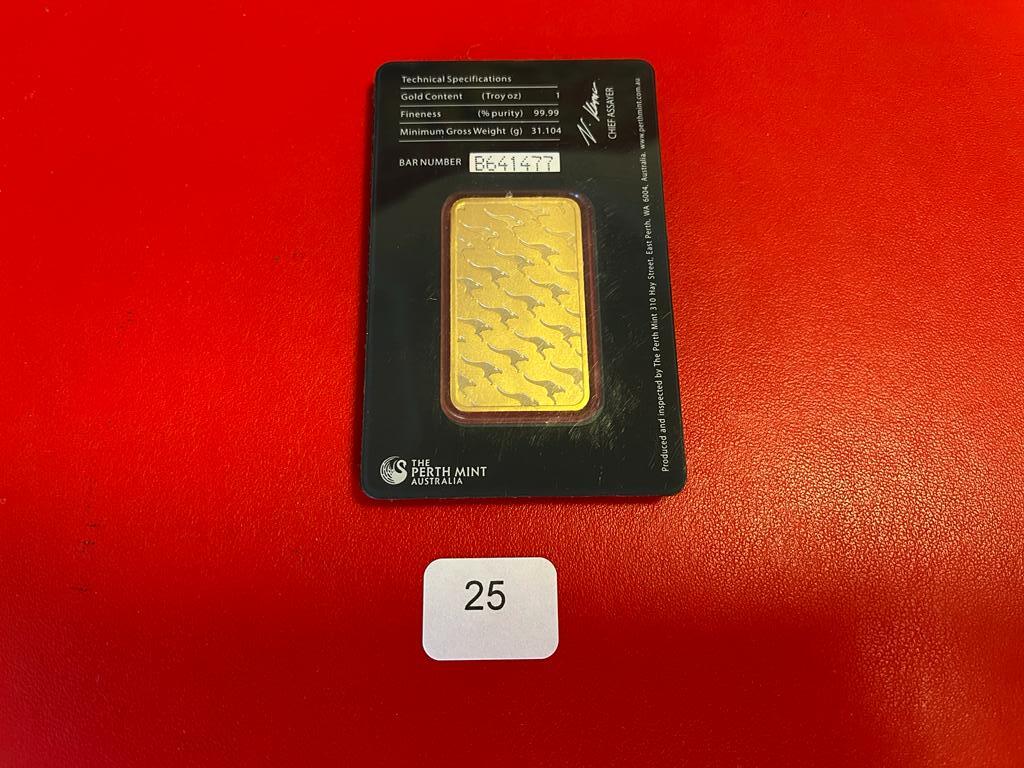 Technical Specifications
Gold Content (Troy oz) 1
Fineness (% purity) 99.99
Minimum Gross Weight (g) 31.104
BAR NUMBER B641477
CHIEF ASSAYER
Produced and inspected by The Perth Mint 310 Hay Street, East Perth, WA 6004, Australia. www.perthmint.com.au
THE
PERTH MINT
AUSTRALIA
25